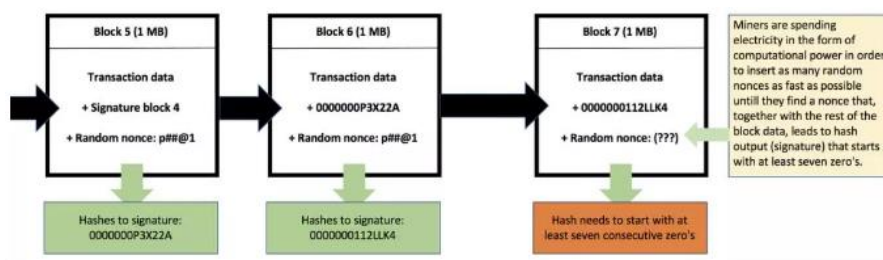 Block 5 (1 MB)
Transaction data
+ Signature block 4
+ Random nonce: p##@1
Hashes to signature:
0000000P3X22A
Block 6 (1 MB)
Transaction data
+ 0000000P3X22A
+ Random nonce: p##@1
Hashes to signature:
0000000112LLK4
Block 7 (1 MB)
Transaction data
+ 0000000112LLK4
+ Random nonce: (???)
Hash needs to start with at
least seven consecutive zero's
Miners are spending
electricity in the form of
computational power in order
to insert as many random
nonces as fast as possible
untill they find a nonce that,
together with the rest of the
block data, leads to hash
output (signature) that starts
with at least seven zero's.